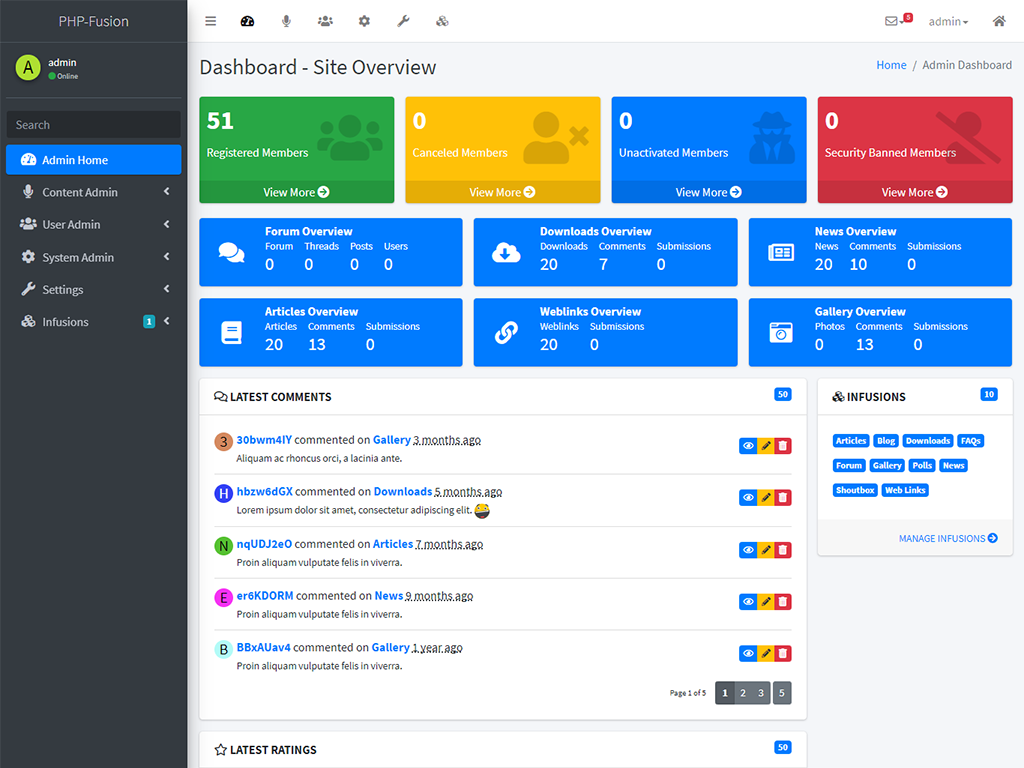 PHP-Fusion
5
admin
A
admin
Online
Search
Admin Home
Content Admin
User Admin
System Admin
Settings
Infusions 1
Dashboard - Site Overview
Home / Admin Dashboard
51
Registered Members
View More
0
Canceled Members
View More
0
Unactivated Members
View More
0
Security Banned Members
View More
Forum Overview
Forum Threads Posts Users
0 0 0 0
Downloads Overview
Downloads Comments Submissions
20 7 0
News Overview
News Comments Submissions
20 10 0
Articles Overview
Articles Comments Submissions
20 13 0
Weblinks Overview
Weblinks Submissions
20 0
Gallery Overview
Photos Comments Submissions
0 13 0
LATEST COMMENTS 50
3 30bwm4IY commented on Gallery 3 months ago
Aliquam ac rhoncus orci, a lacinia ante.
H hbzw6dGX commented on Downloads 5 months ago
Lorem ipsum dolor sit amet, consectetur adipiscing elit.
N nqUDJ2eO commented on Articles 7 months ago
Proin aliquam vulputate felis in viverra.
E er6KDORM commented on News 9 months ago
Proin aliquam vulputate felis in viverra.
B BBxAUav4 commented on Gallery 1 year ago
Proin aliquam vulputate felis in viverra.
Page 1 of 5 1 2 3 5
INFUSIONS 10
Articles Blog Downloads FAQs
Forum Gallery Polls News
Shoutbox Web Links
MANAGE INFUSIONS
LATEST RATINGS 50